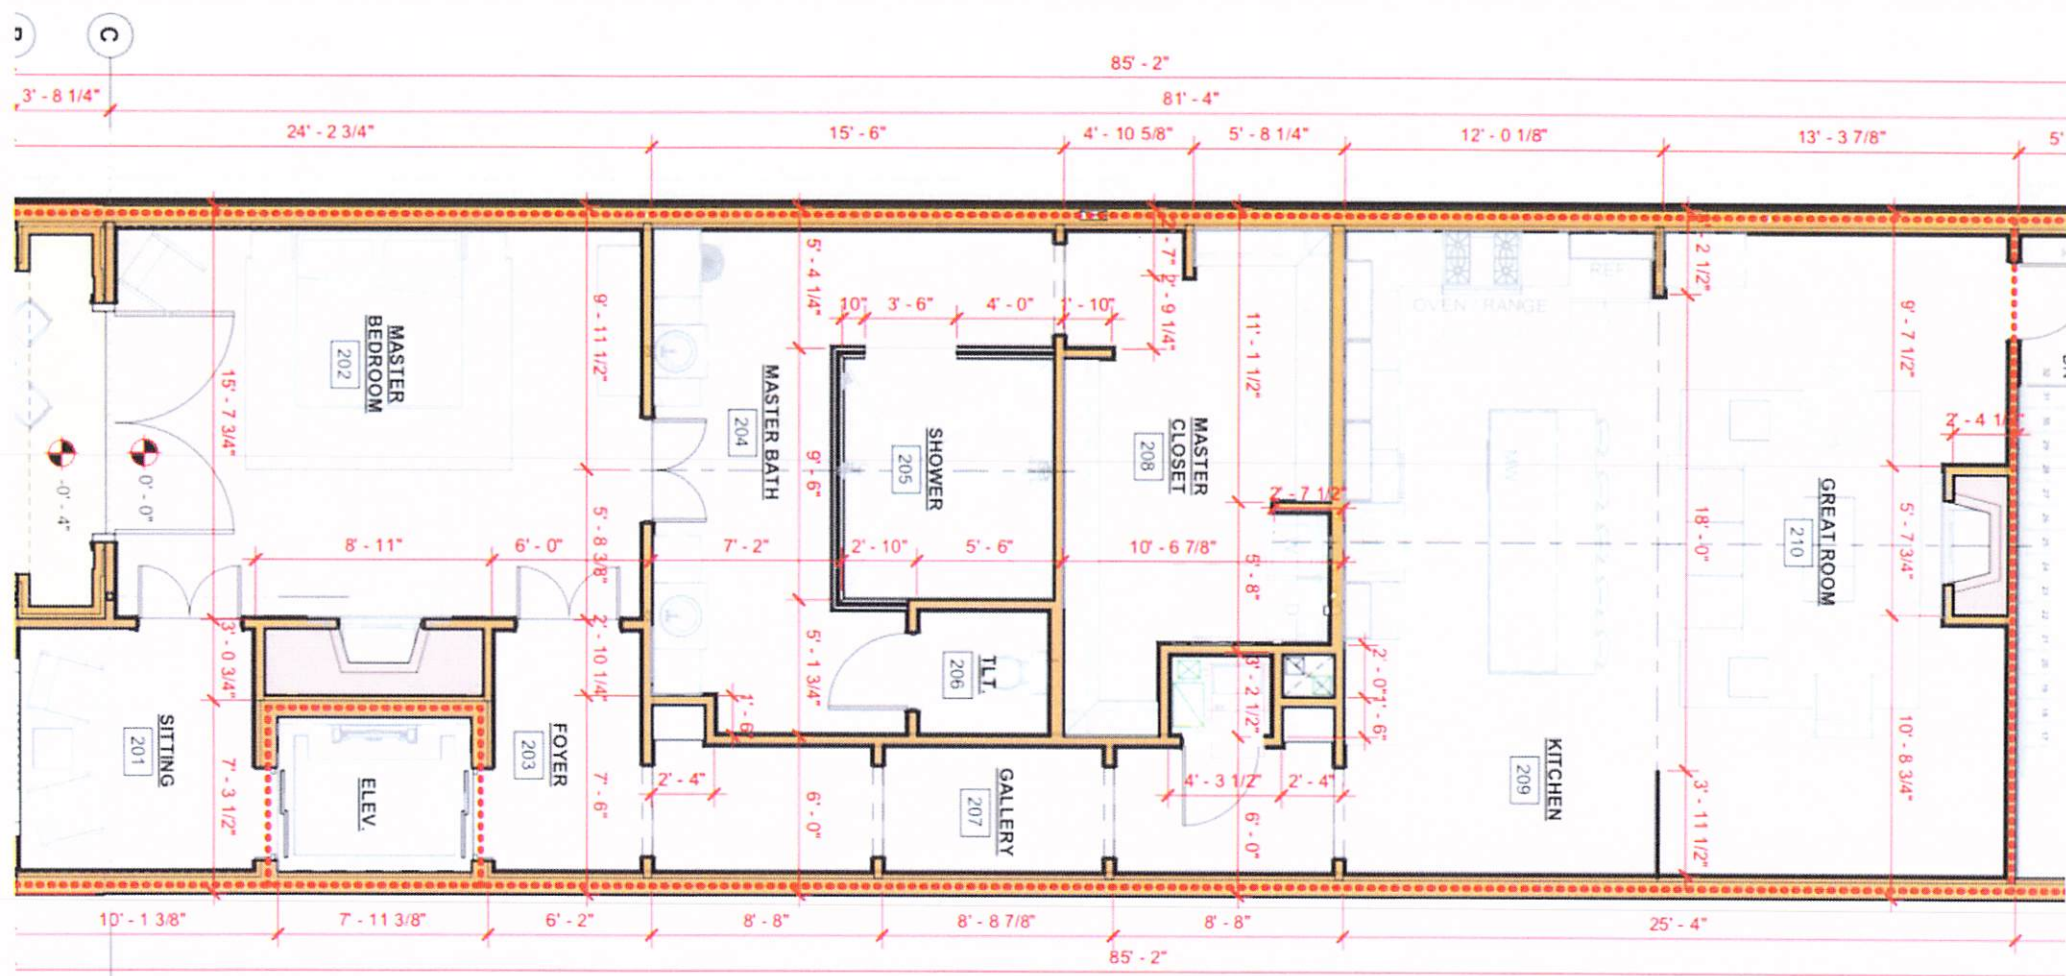 C
85' - 2"
3' - 8 1/4"
81' - 4"
24' - 2 3/4"
15' - 6"
4' - 10 5/8"
5' - 8 1/4"
12' - 0 1/8"
13' - 3 7/8"
5'
MASTER
BEDROOM
202
15' - 7 3/4"
9' - 11 1/2"
5' - 8 3/8"
2' - 10 1/4"
7' - 6"
-0' - 4"
0' - 0"
8' - 11"
6' - 0"
3' - 0 3/4"
7' - 3 1/2"
SITTING
201
ELEV.
FOYER
203
MASTER BATH
204
5' - 4 1/4"
9' - 6"
5' - 1 3/4"
6' - 0"
10"
3' - 6"
4' - 0"
1' - 10"
SHOWER
205
7' - 2"
2' - 10"
5' - 6"
10' - 6 7/8"
TLT.
206
1' - 6"
2' - 4"
GALLERY
207
2' - 7"
2' - 9 1/4"
11' - 1 1/2"
MASTER
CLOSET
208
2' - 7 1/2"
5' - 8"
3' - 2 1/2"
2' - 0"
1' - 6"
4' - 3 1/2"
2' - 4"
6' - 0"
OVEN / RANGE
REF.
KITCHEN
209
2' - 2 1/2"
18' - 0"
3' - 11 1/2"
GREAT ROOM
210
9' - 7 1/2"
5' - 7 3/4"
10' - 8 3/4"
10' - 1 3/8"
7' - 11 3/8"
6' - 2"
8' - 8"
8' - 8 7/8"
8' - 8"
25' - 4"
85' - 2"